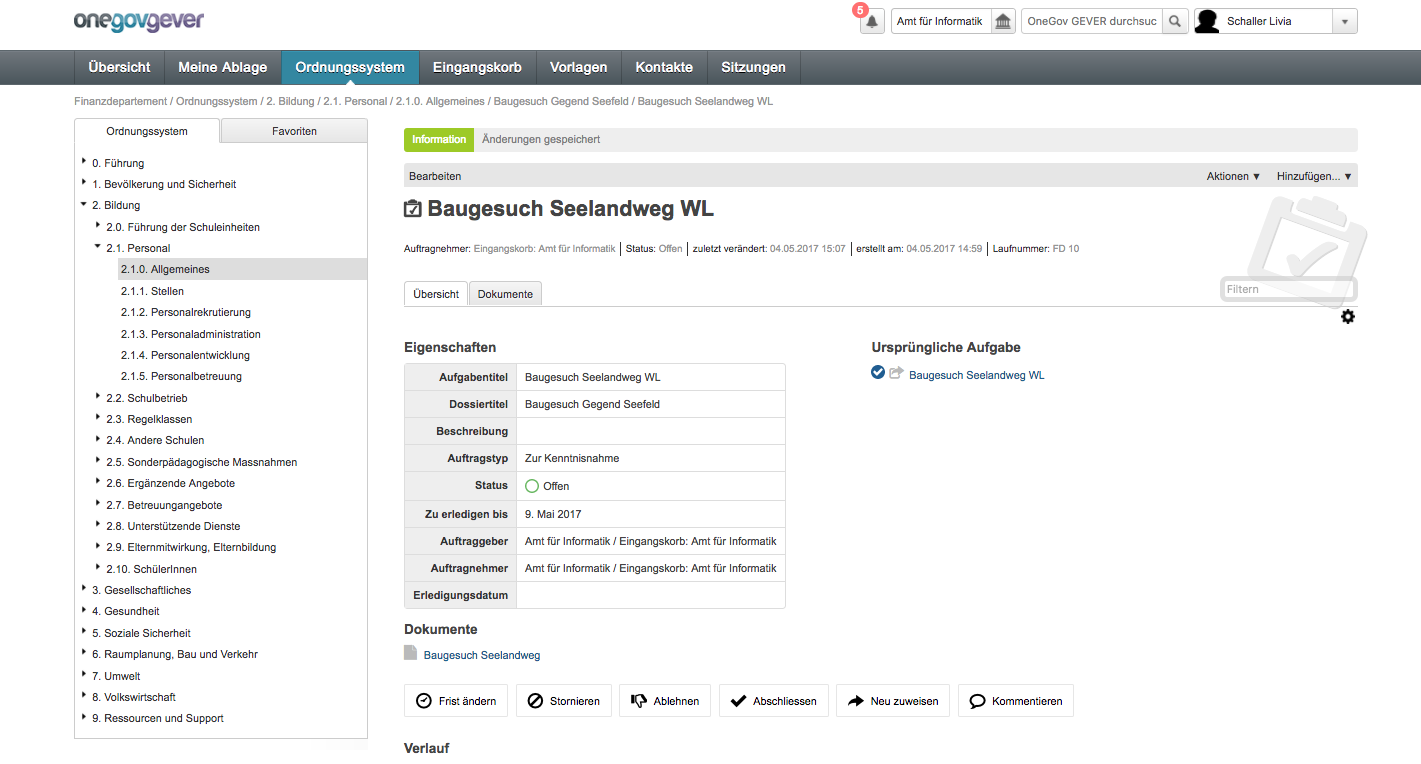 onegovgever
5
Amt für Informatik
OneGov GEVER durchsuc
Schaller Livia
Übersicht
Meine Ablage
Ordnungssystem
Eingangskorb
Vorlagen
Kontakte
Sitzungen
Finanzdepartement / Ordnungssystem / 2. Bildung / 2.1. Personal / 2.1.0. Allgemeines / Baugesuch Gegend Seefeld / Baugesuch Seelandweg WL
Ordnungssystem
Favoriten
0. Führung
1. Bevölkerung und Sicherheit
2. Bildung
2.0. Führung der Schuleinheiten
2.1. Personal
2.1.0. Allgemeines
2.1.1. Stellen
2.1.2. Personalrekrutierung
2.1.3. Personaladministration
2.1.4. Personalentwicklung
2.1.5. Personalbetreuung
2.2. Schulbetrieb
2.3. Regelklassen
2.4. Andere Schulen
2.5. Sonderpädagogische Massnahmen
2.6. Ergänzende Angebote
2.7. Betreuungangebote
2.8. Unterstützende Dienste
2.9. Elternmitwirkung, Elternbildung
2.10. SchülerInnen
3. Gesellschaftliches
4. Gesundheit
5. Soziale Sicherheit
6. Raumplanung, Bau und Verkehr
7. Umwelt
8. Volkswirtschaft
9. Ressourcen und Support
Information
Änderungen gespeichert
Bearbeiten
Aktionen ▼
Hinzufügen... ▼
Baugesuch Seelandweg WL
Auftragnehmer: Eingangskorb: Amt für Informatik | Status: Offen | zuletzt verändert: 04.05.2017 15:07 | erstellt am: 04.05.2017 14:59 | Laufnummer: FD 10
Filtern
Übersicht
Dokumente
Eigenschaften
Aufgabentitel Baugesuch Seelandweg WL
Dossiertitel Baugesuch Gegend Seefeld
Beschreibung
Auftragstyp Zur Kenntnisnahme
Status Offen
Zu erledigen bis 9. Mai 2017
Auftraggeber Amt für Informatik / Eingangskorb: Amt für Informatik
Auftragnehmer Amt für Informatik / Eingangskorb: Amt für Informatik
Erledigungsdatum
Ursprüngliche Aufgabe
Baugesuch Seelandweg WL
Dokumente
Baugesuch Seelandweg
Frist ändern
Stornieren
Ablehnen
Abschliessen
Neu zuweisen
Kommentieren
Verlauf